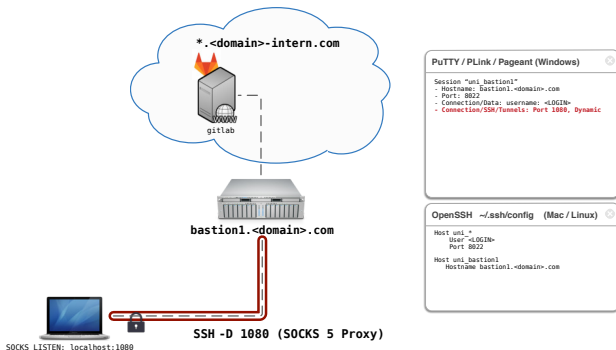 *.<domain>-intern.com
gitlab
bastion1.<domain>.com
SSH -D 1080 (SOCKS 5 Proxy)
SOCKS LISTEN: localhost:1080
PuTTY / PLink / Pageant (Windows)
Session "uni_bastion1"
- Hostname: bastion1.<domain>.com
- Port: 8022
- Connection/Data: username: <LOGIN>
- Connection/SSH/Tunnels: Port 1080, Dynamic
OpenSSH ~/.ssh/config (Mac / Linux)
Host uni_*
User <LOGIN>
Port 8022
Host uni_bastion1
Hostname bastion1.<domain>.com